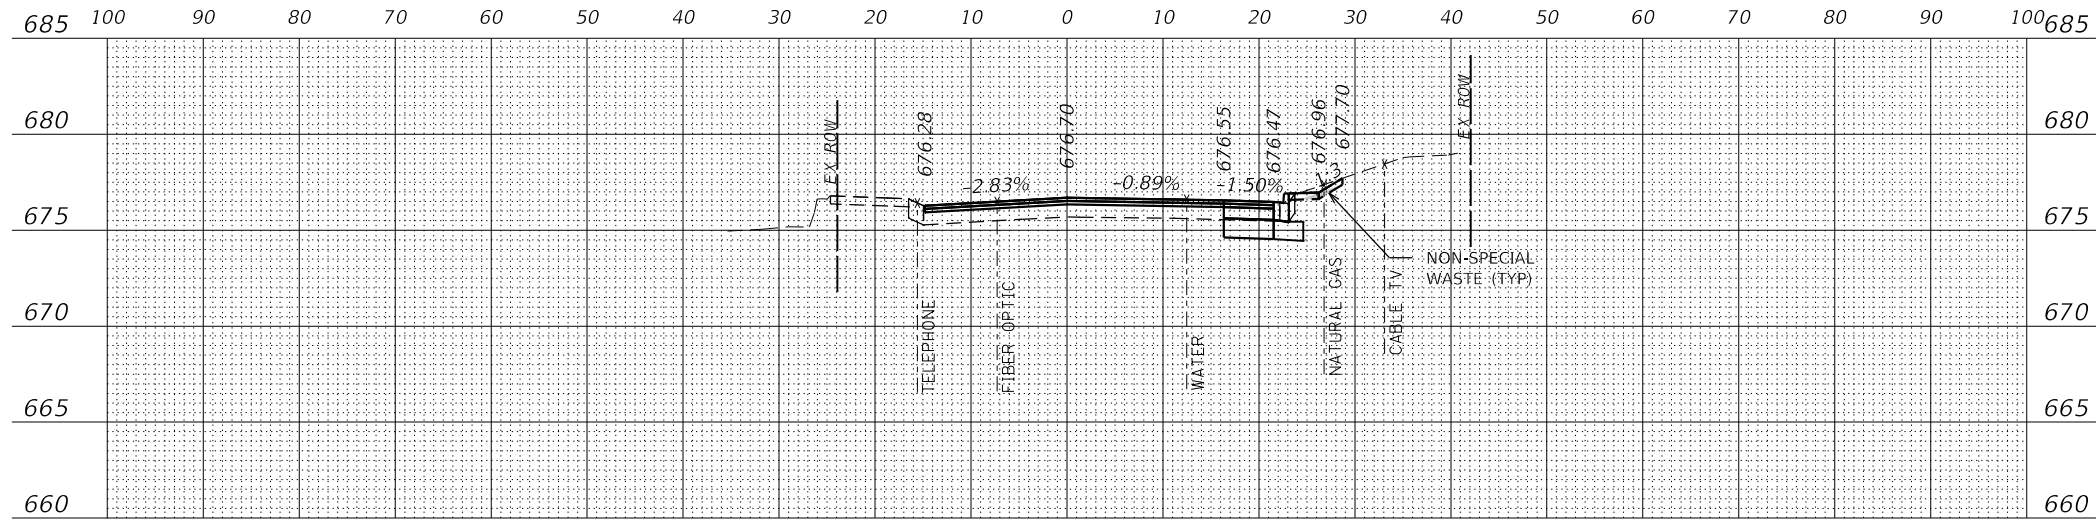 100 90 80 70 60 50 40 30 20 10 0 10 20 30 40 50 60 70 80 90 100
685 685
680 680
675 675
670 670
665 665
660 660
EX ROW
676.28
676.70
676.55
676.47
676.96
677.70
EX ROW
-2.83%
-0.89%
-1.50%
1
3
TELEPHONE
FIBER OPTIC
WATER
NATURAL GAS
CABLE TV
NON-SPECIAL
WASTE (TYP)